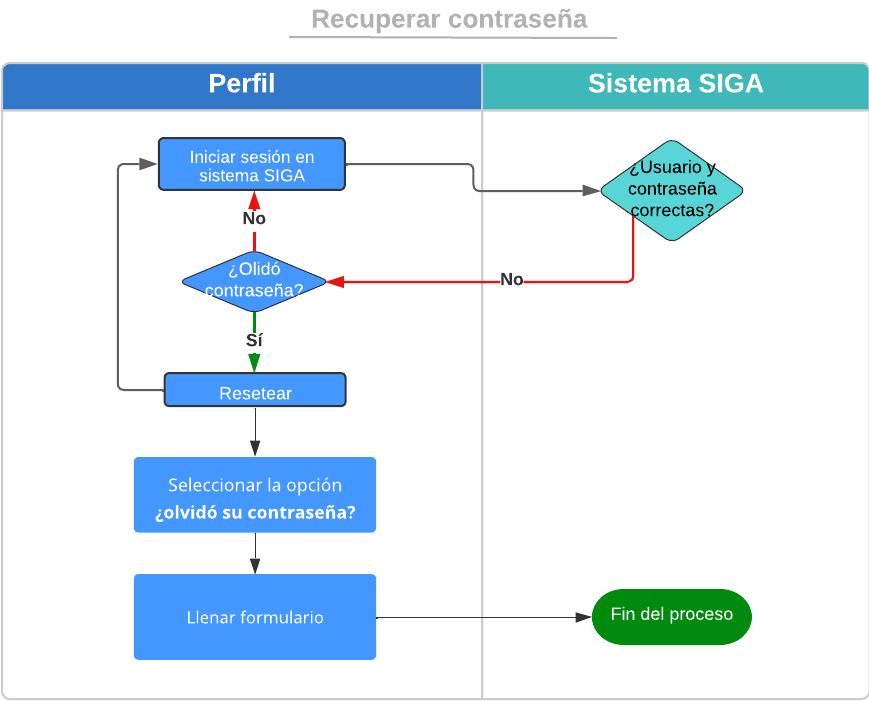 Recuperar contraseña
Perfil
Sistema SIGA
Iniciar sesión en
sistema SIGA
¿Usuario y
contraseña
correctas?
No
¿Olidó
contraseña?
No
Sí
Resetear
Seleccionar la opción
¿olvidó su contraseña?
Llenar formulario
Fin del proceso